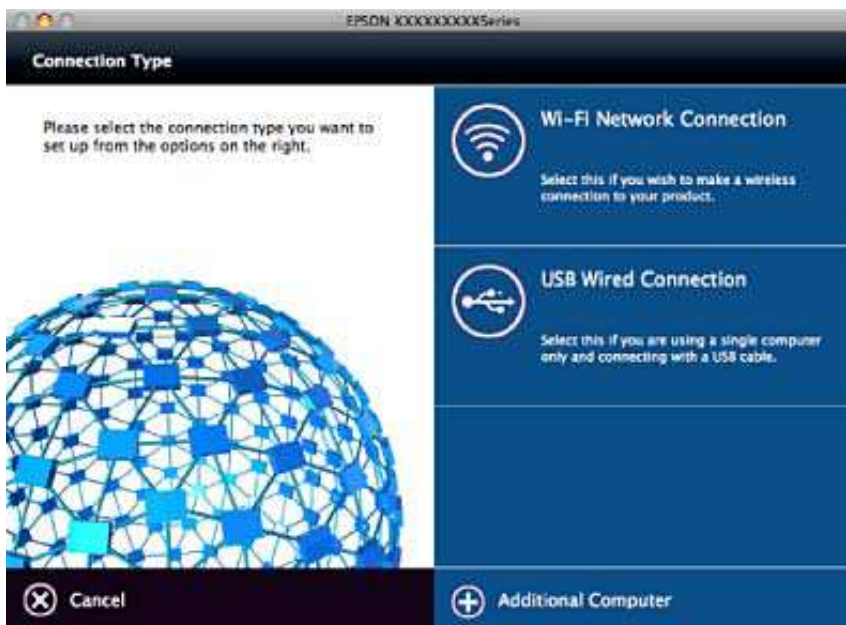 EPSON XXXXXXXXXSeries
Connection Type
Please select the connection type you want to
set up from the options on the right.
Wi-Fi Network Connection
Select this if you wish to make a wireless
connection to your product.
USB Wired Connection
Select this if you are using a single computer
only and connecting with a USB cable.
Cancel
Additional Computer